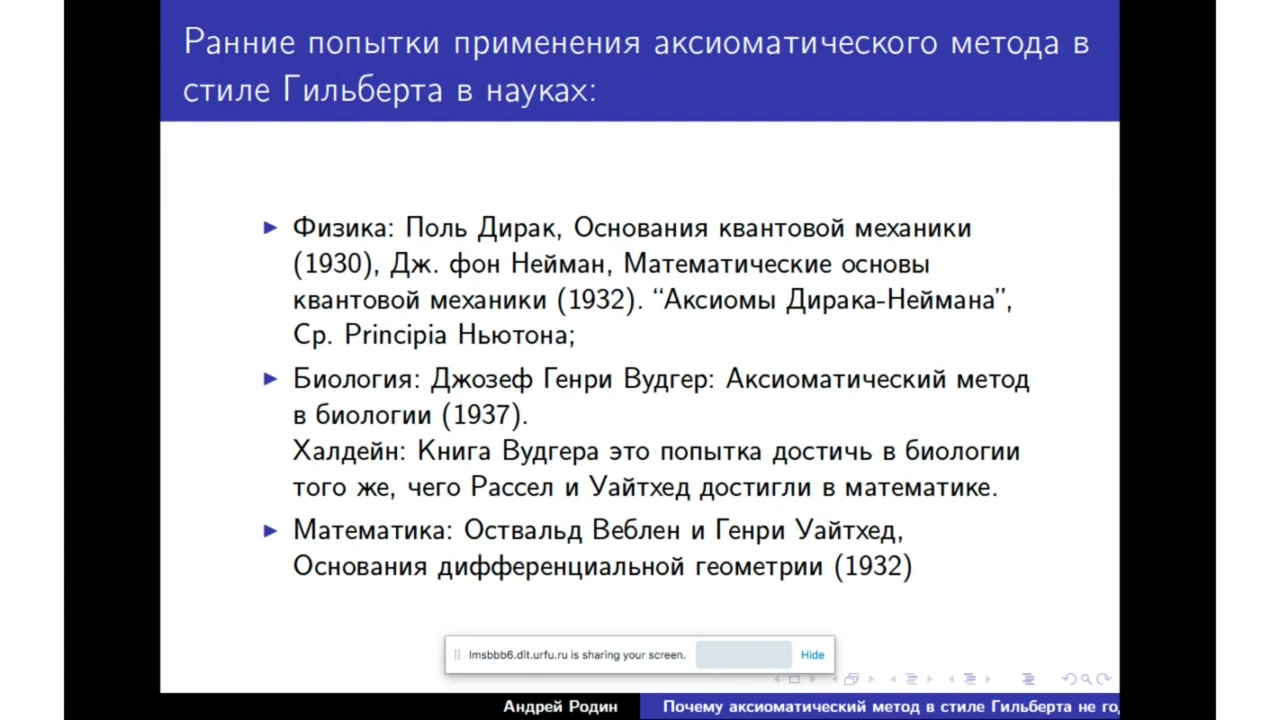 Ранние попытки применения аксиоматического метода в
стиле Гильберта в науках:
Физика: Поль Дирак, Основания квантовой механики
(1930), Дж. фон Нейман, Математические основы
квантовой механики (1932). “Аксиомы Дирака-Неймана”,
Ср. Principia Ньютона;
Биология: Джозеф Генри Вудгер: Аксиоматический метод
в биологии (1937).
Халдейн: Книга Вудгера это попытка достичь в биологии
того же, чего Рассел и Уайтхед достигли в математике.
Математика: Оствальд Веблен и Генри Уайтхед,
Основания дифференциальной геометрии (1932)
lmsbbb6.dit.urfu.ru is sharing your screen. Hide
Андрей Родин Почему аксиоматический метод в стиле Гильберта не го